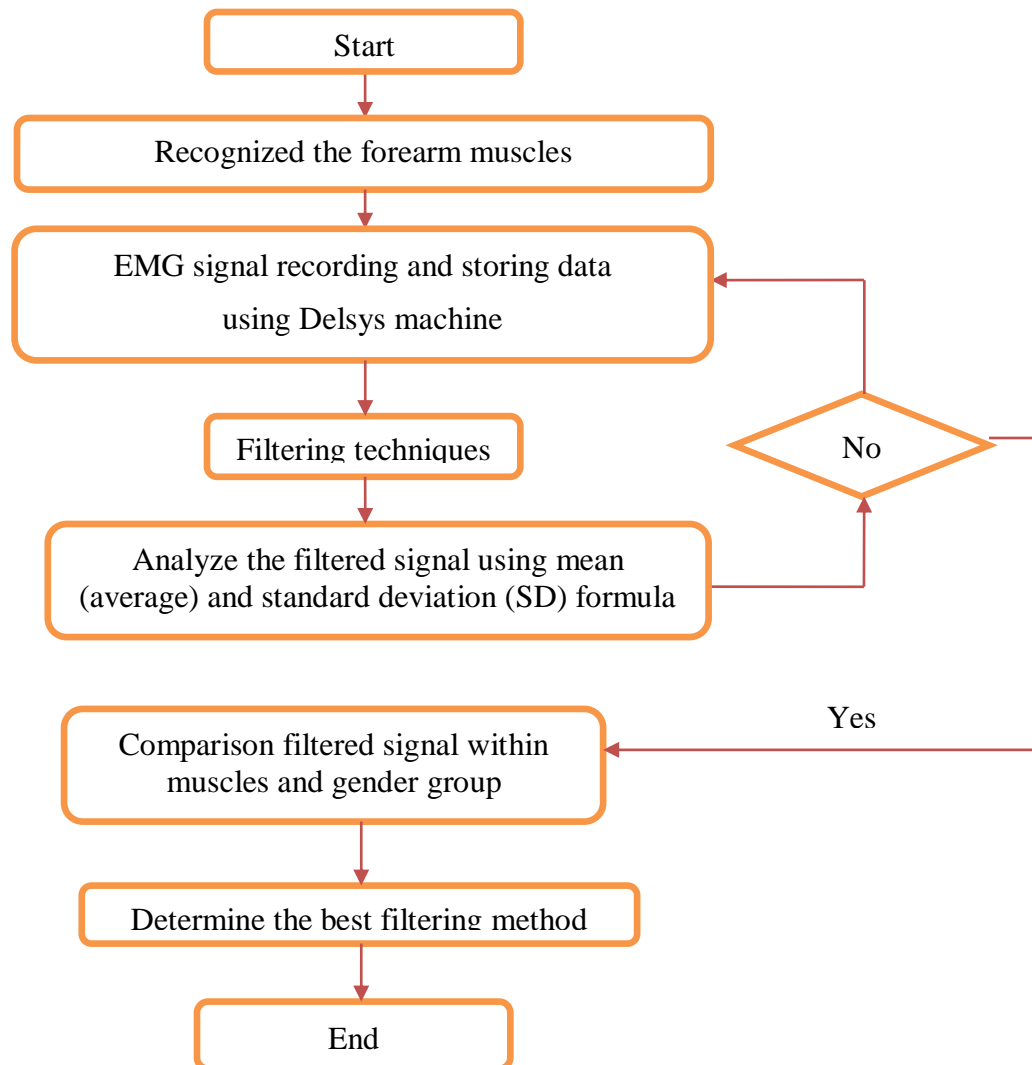 Start
Recognized the forearm muscles
EMG signal recording and storing data
using Delsys machine
Filtering techniques
No
Analyze the filtered signal using mean
(average) and standard deviation (SD) formula
Yes
Comparison filtered signal within
muscles and gender group
Determine the best filtering method
End